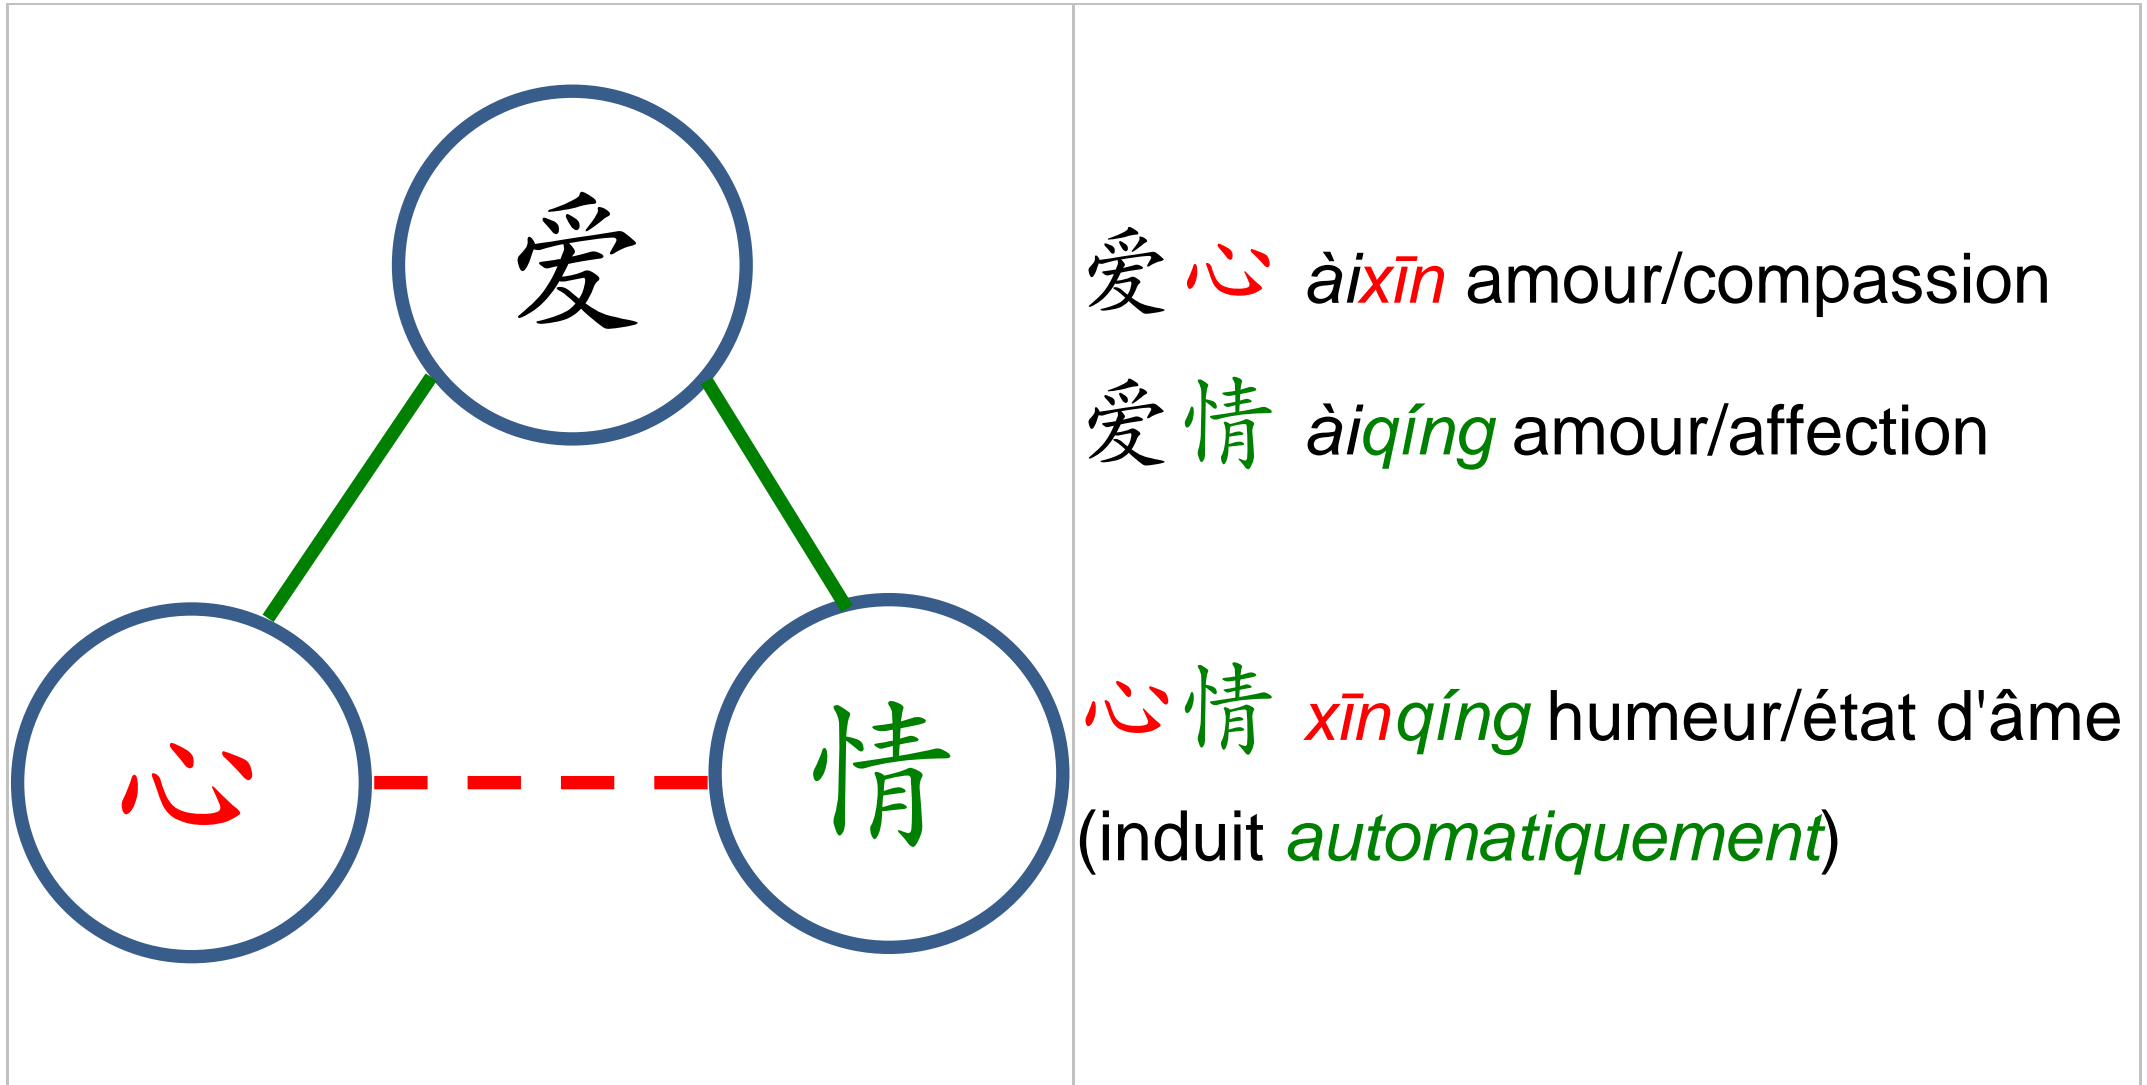 爱
心
情
爱心 àixīn amour/compassion
爱情 àiqíng amour/affection
心情 xīnqíng humeur/état d'âme
(induit automatiquement)